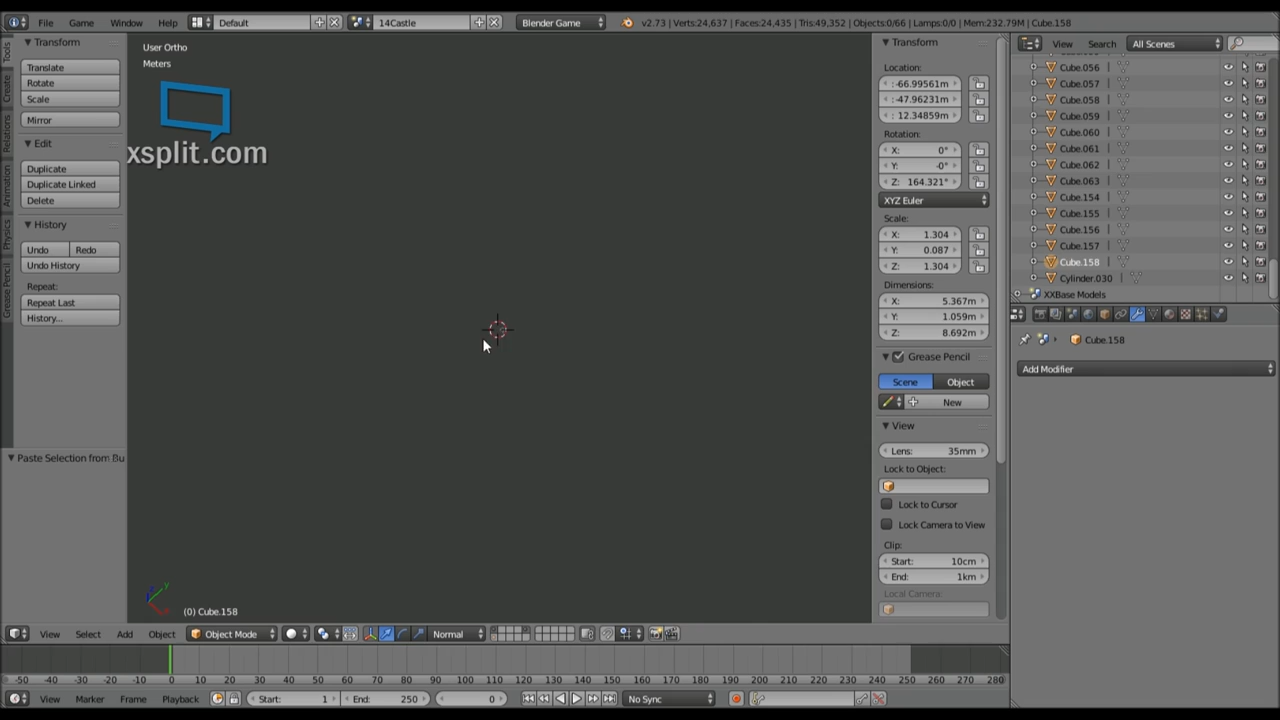 File Game Window Help Default 14Castle Blender Game v2.73 | Verts:24,637 | Faces:24,435 | Tris:49,352 | Objects:0/66 | Lamps:0/0 | Mem:232.79M | Cube.158
Tools
Create
Relations
Animation
Physics
Grease Pencil
Transform
Translate
Rotate
Scale
Mirror
Edit
Duplicate
Duplicate Linked
Delete
History
Undo Redo
Undo History
Repeat:
Repeat Last
History...
Paste Selection from Bu
User Ortho
Meters
xsplit.com
(0) Cube.158
Transform
Location:
:-66.99561m
:-47.96231m
: 12.34859m
Rotation:
X: 0°
Y: -0°
Z: 164.321°
XYZ Euler
Scale:
X: 1.304
Y: 0.087
Z: 1.304
Dimensions:
X: 5.367m
Y: 1.059m
Z: 8.692m
Grease Pencil
Scene Object
New
View
Lens: 35mm
Lock to Object:
Lock to Cursor
Lock Camera to View
Clip:
Start: 10cm
End: 1km
Local Camera:
View Search All Scenes
Cube.056
Cube.057
Cube.058
Cube.059
Cube.060
Cube.061
Cube.062
Cube.063
Cube.154
Cube.155
Cube.156
Cube.157
Cube.158
Cylinder.030
XXBase Models
Cube.158
Add Modifier
View Select Add Object Object Mode Normal
-50 -40 -30 -20 -10 0 10 20 30 40 50 60 70 80 90 100 110 120 130 140 150 160 170 180 190 200 210 220 230 240 250 260 270 280
View Marker Frame Playback Start: 1 End: 250 0 No Sync